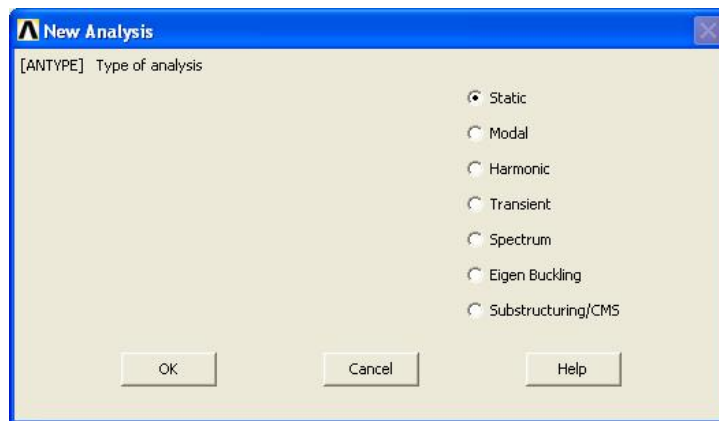 New Analysis
[ANTYPE] Type of analysis
Static
Modal
Harmonic
Transient
Spectrum
Eigen Buckling
Substructuring/CMS
OK Cancel Help